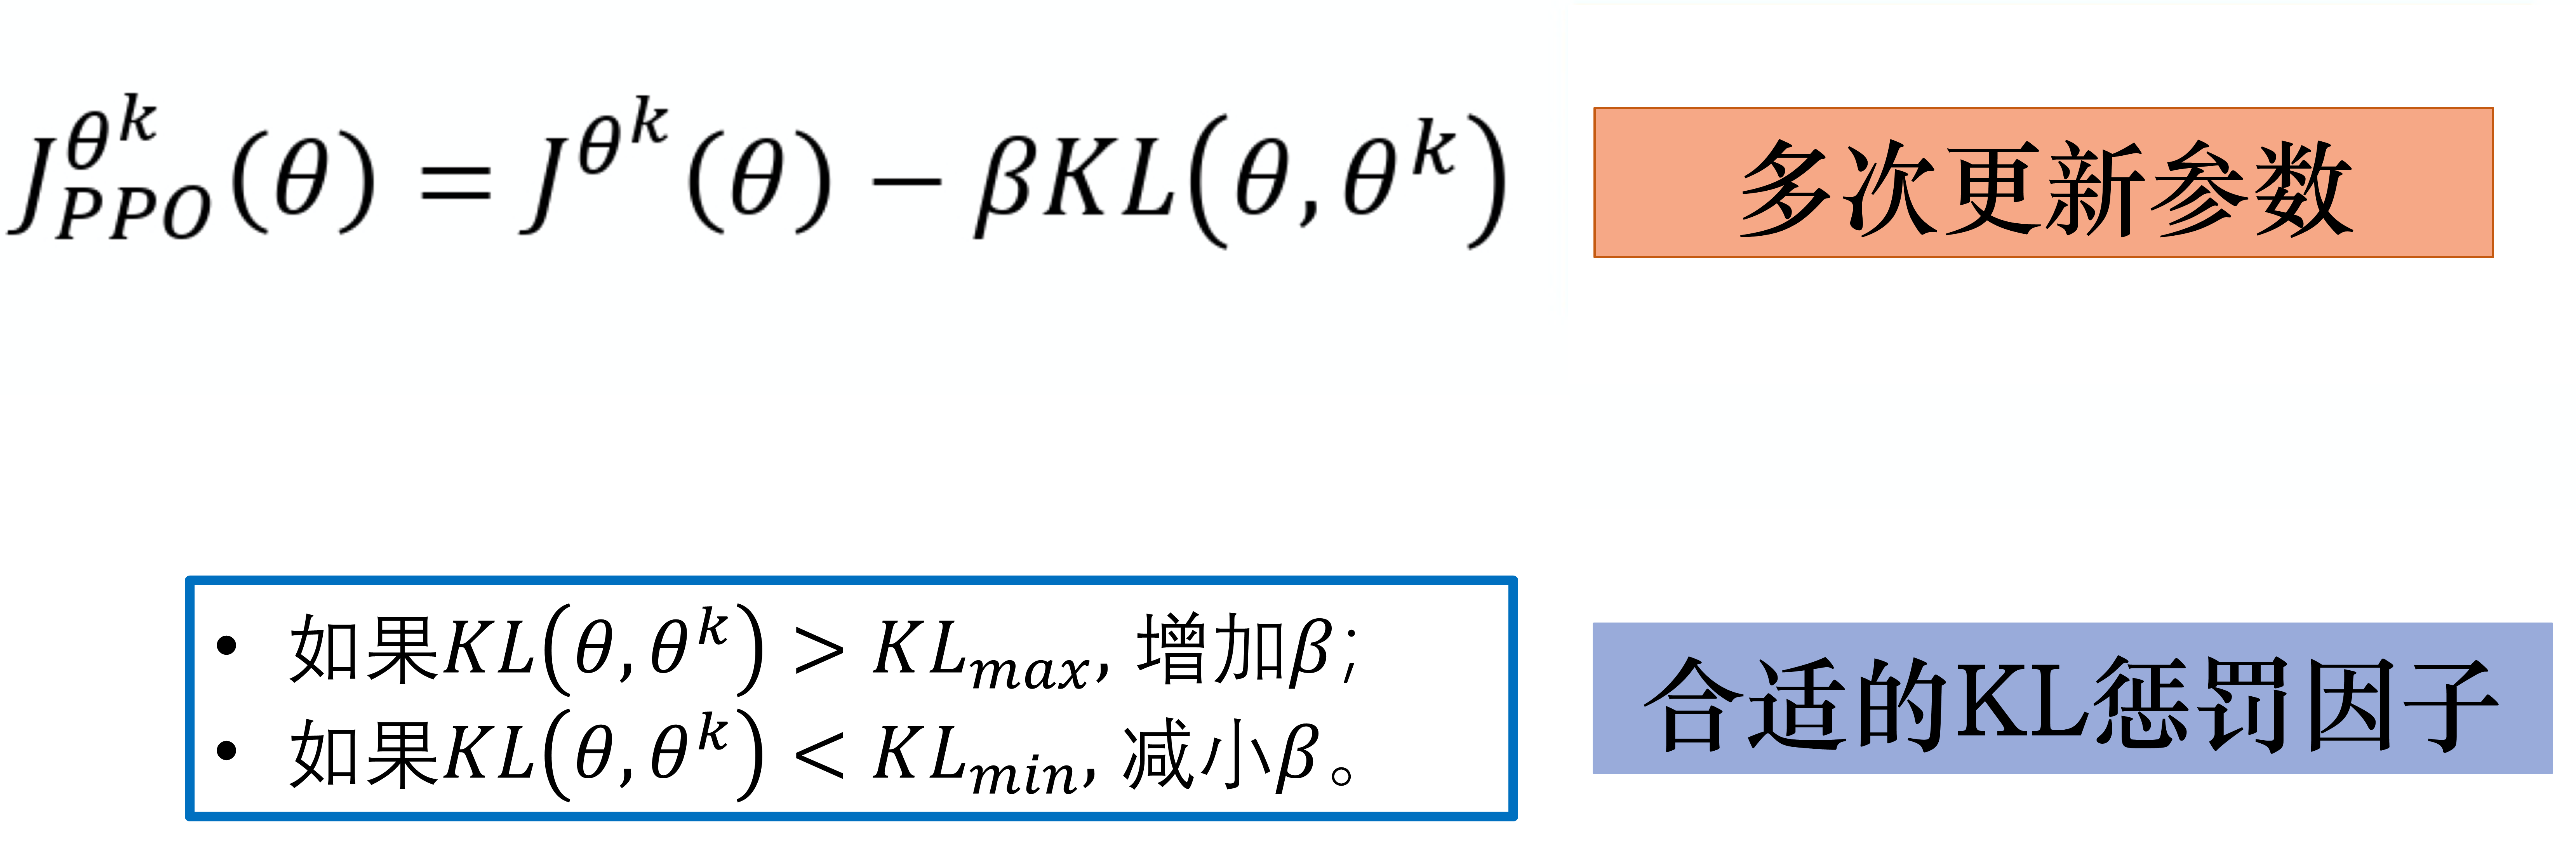 $J_{PPO}^{\theta^k}(\theta) = J^{\theta^k}(\theta) - \beta KL(\theta, \theta^k)$
多次更新参数
• 如果$KL(\theta, \theta^k) > KL_{max}$, 增加$\beta$;
• 如果$KL(\theta, \theta^k) < KL_{min}$, 减小$\beta$。
合适的KL惩罚因子